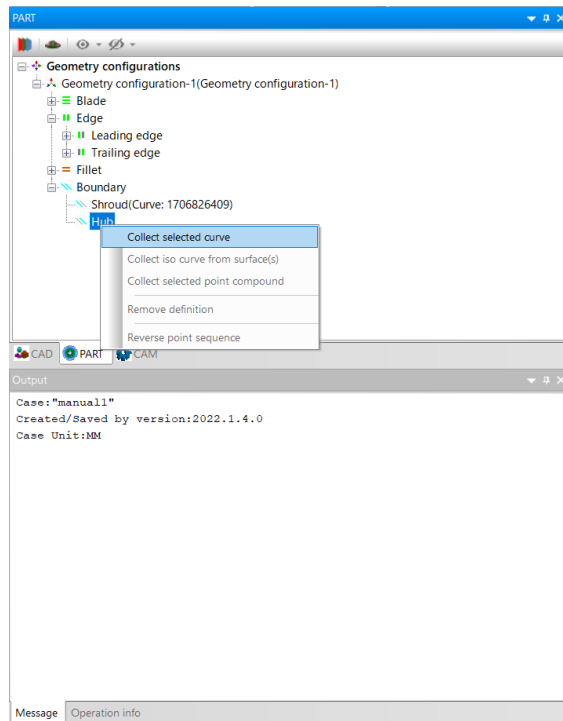 PART
Geometry configurations
Geometry configuration-1(Geometry configuration-1)
Blade
Edge
Leading edge
Trailing edge
Fillet
Boundary
Shroud(Curve: 1706826409)
Hub
Collect selected curve
Collect iso curve from surface(s)
Collect selected point compound
Remove definition
Reverse point sequence
CAD PART CAM
Output
Case:"manual1"
Created/Saved by version:2022.1.4.0
Case Unit:MM
Message Operation info